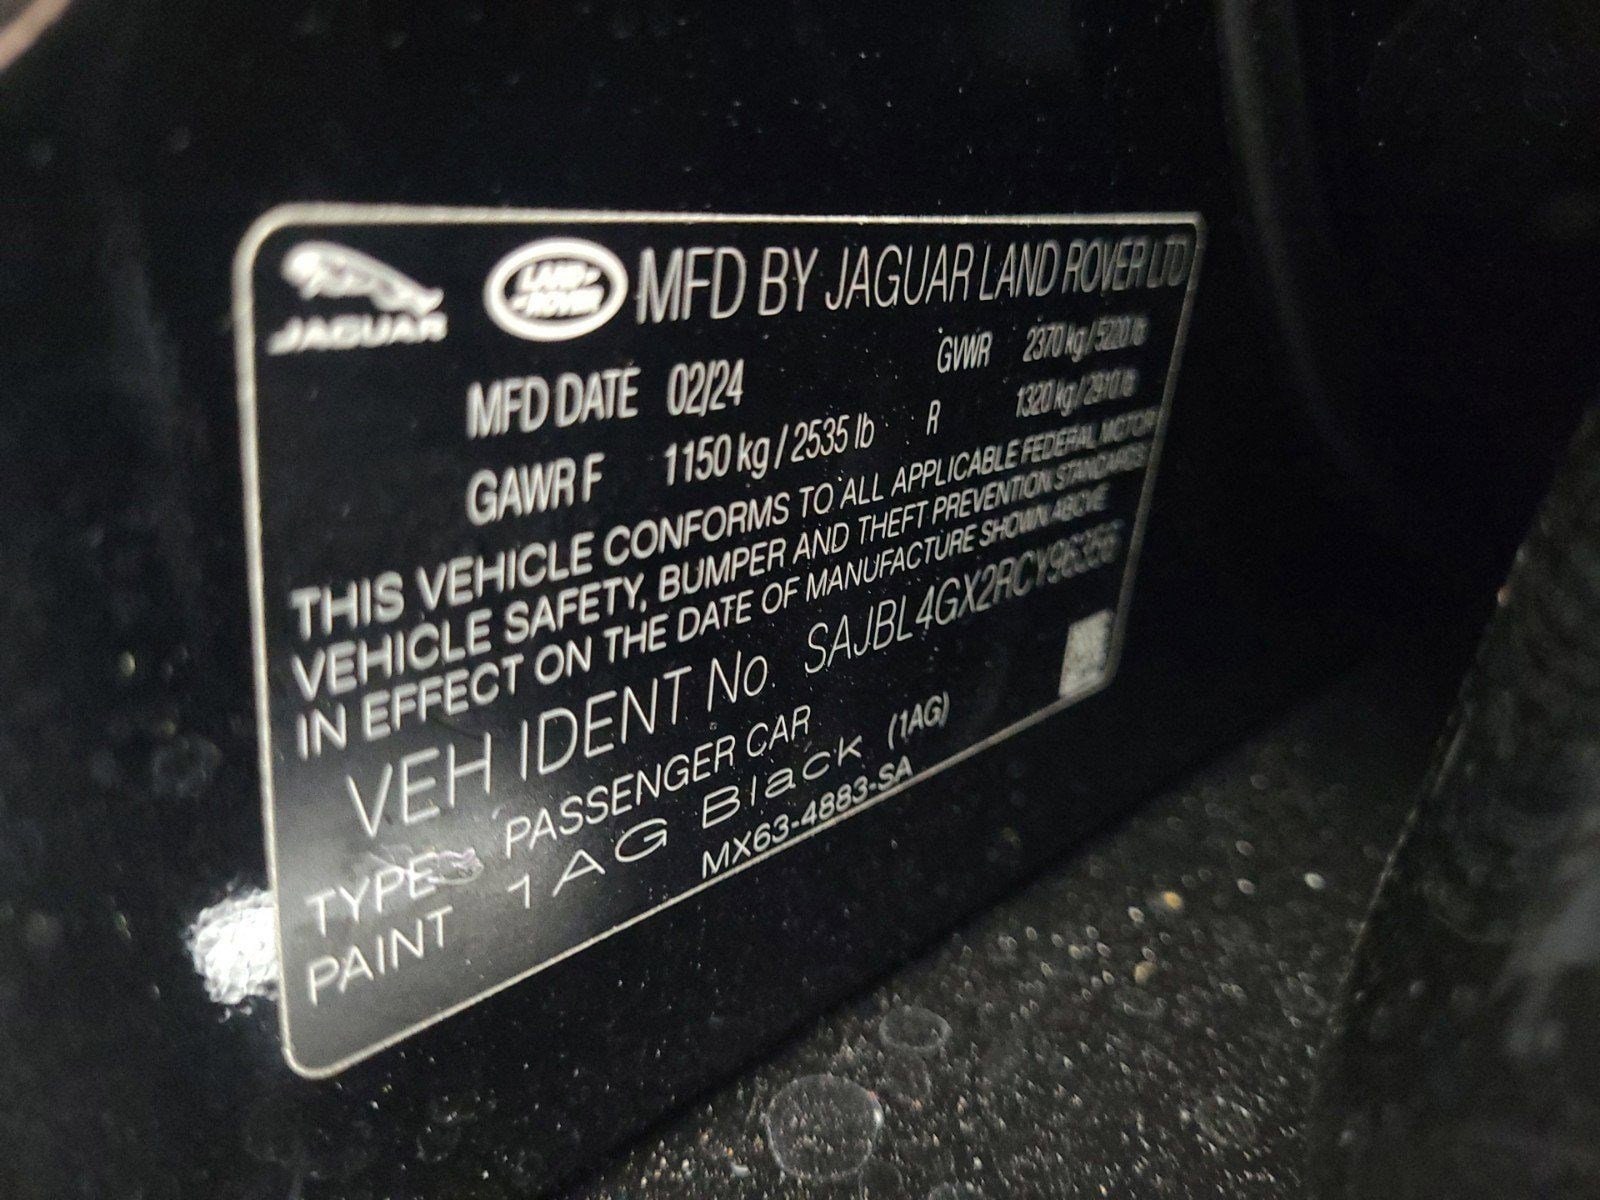 JAGUAR LAND ROVER MFD BY JAGUAR LAND ROVER LTD
MFD DATE 02/24 GVWR 2370 kg / 5220 lb
GAWR F 1150 kg / 2535 lb R 1320 kg / 2910 lb
THIS VEHICLE CONFORMS TO ALL APPLICABLE FEDERAL MOTOR
VEHICLE SAFETY, BUMPER AND THEFT PREVENTION STANDARDS
IN EFFECT ON THE DATE OF MANUFACTURE SHOWN ABOVE
VEH IDENT No. SAJBL4GX2RCY96356
TYPE PASSENGER CAR
PAINT 1AG Black (1AG)
MX63-4883-SA